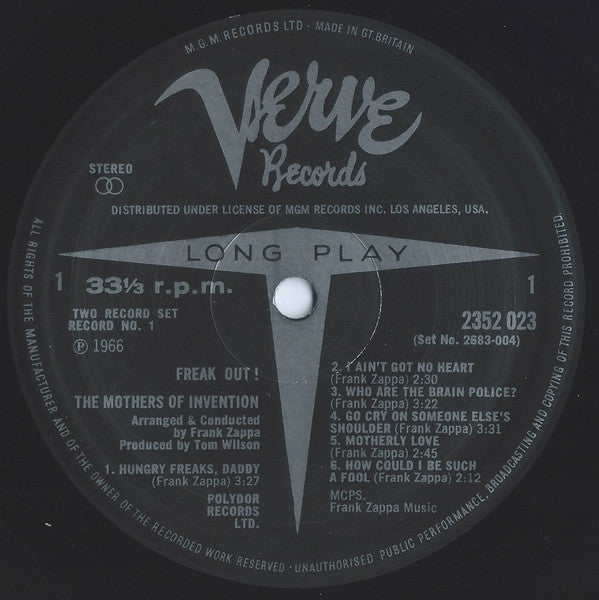 M.G.M. RECORDS LTD · MADE IN GT BRITAIN
Verve
Records
STEREO
DISTRIBUTED UNDER LICENSE OF MGM RECORDS INC. LOS ANGELES, USA.
LONG PLAY
1
33⅓ r.p.m.
1
TWO RECORD SET
RECORD NO. 1
℗ 1966
2352 023
(Set No. 2683-004)
FREAK OUT!
THE MOTHERS OF INVENTION
Arranged & Conducted
by Frank Zappa
Produced by Tom Wilson
1. HUNGRY FREAKS, DADDY
(Frank Zappa) 3:27
POLYDOR
RECORDS
LTD.
2. I AIN'T GOT NO HEART
(Frank Zappa) 2:30
3. WHO ARE THE BRAIN POLICE?
(Frank Zappa) 3:22
4. GO CRY ON SOMEONE ELSE'S
SHOULDER (Frank Zappa) 3:31
5. MOTHERLY LOVE
(Frank Zappa) 2:45
6. HOW COULD I BE SUCH
A FOOL (Frank Zappa) 2:12
MCPS.
Frank Zappa Music
ALL RIGHTS OF THE MANUFACTURER AND OF THE OWNER OF THE RECORDED WORK RESERVED · UNAUTHORISED PUBLIC PERFORMANCE, BROADCASTING AND COPYING OF THIS RECORD PROHIBITED.